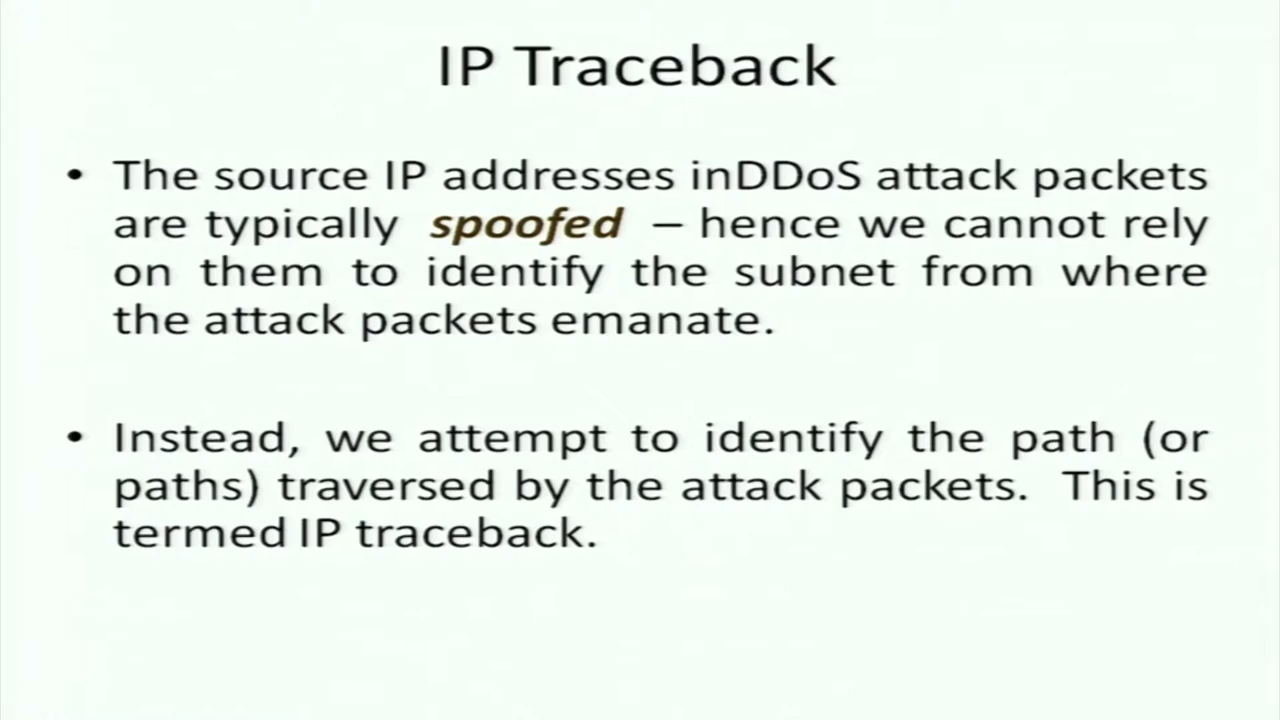 IP Traceback
• The source IP addresses inDDoS attack packets
are typically spoofed – hence we cannot rely
on them to identify the subnet from where
the attack packets emanate.
• Instead, we attempt to identify the path (or
paths) traversed by the attack packets. This is
termed IP traceback.